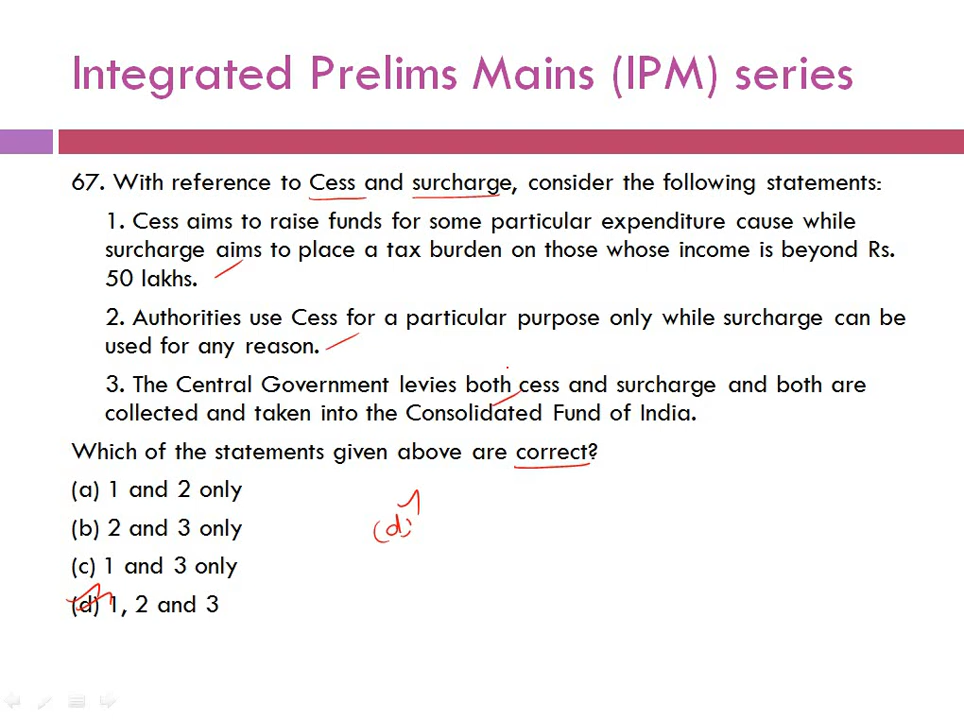 Integrated Prelims Mains (IPM) series
67. With reference to Cess and surcharge, consider the following statements:
1. Cess aims to raise funds for some particular expenditure cause while
surcharge aims to place a tax burden on those whose income is beyond Rs.
50 lakhs.
2. Authorities use Cess for a particular purpose only while surcharge can be
used for any reason.
3. The Central Government levies both cess and surcharge and both are
collected and taken into the Consolidated Fund of India.
Which of the statements given above are correct?
(a) 1 and 2 only
(b) 2 and 3 only
(d)
(c) 1 and 3 only
(d) 1, 2 and 3